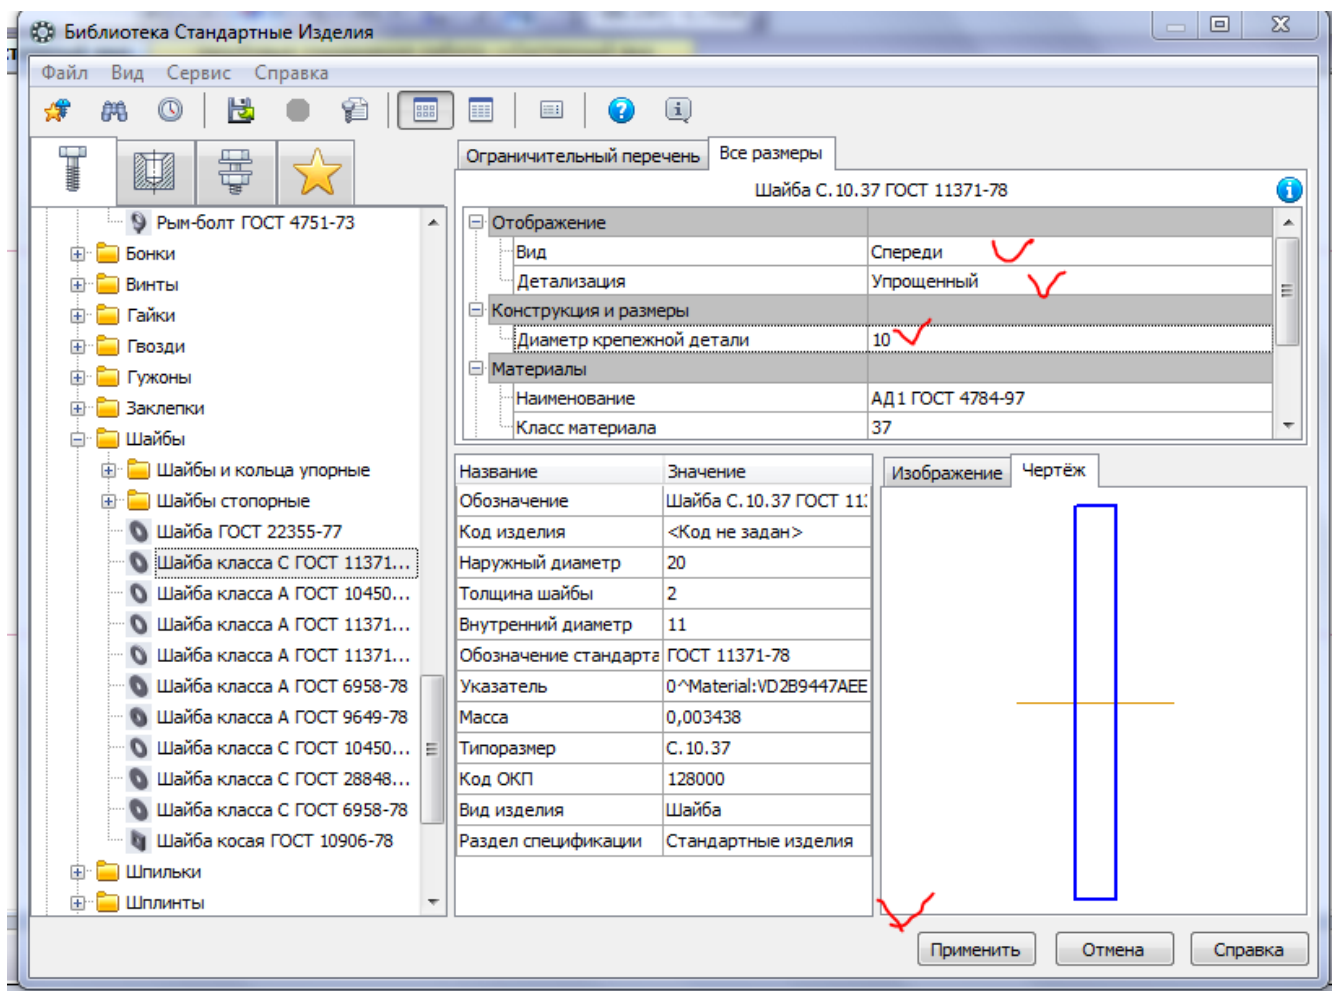 Библиотека Стандартные Изделия
Файл Вид Сервис Справка
Ограничительный перечень Все размеры
Шайба C.10.37 ГОСТ 11371-78
Отображение
Вид Спереди
Детализация Упрощенный
Конструкция и размеры
Диаметр крепежной детали 10
Материалы
Наименование АД1 ГОСТ 4784-97
Класс материала 37
Рым-болт ГОСТ 4751-73
Бонки
Винты
Гайки
Гвозди
Гужоны
Заклепки
Шайбы
Шайбы и кольца упорные
Шайбы стопорные
Шайба ГОСТ 22355-77
Шайба класса C ГОСТ 11371...
Шайба класса А ГОСТ 10450...
Шайба класса А ГОСТ 11371...
Шайба класса А ГОСТ 11371...
Шайба класса А ГОСТ 6958-78
Шайба класса А ГОСТ 9649-78
Шайба класса С ГОСТ 10450...
Шайба класса С ГОСТ 28848...
Шайба класса С ГОСТ 6958-78
Шайба косая ГОСТ 10906-78
Шпильки
Шплинты
Название Значение
Обозначение Шайба C.10.37 ГОСТ 11:
Код изделия <Код не задан>
Наружный диаметр 20
Толщина шайбы 2
Внутренний диаметр 11
Обозначение стандарта ГОСТ 11371-78
Указатель 0^Material:VD2B9447AEE
Масса 0,003438
Типоразмер C.10.37
Код ОКП 128000
Вид изделия Шайба
Раздел спецификации Стандартные изделия
Изображение Чертёж
Применить Отмена Справка